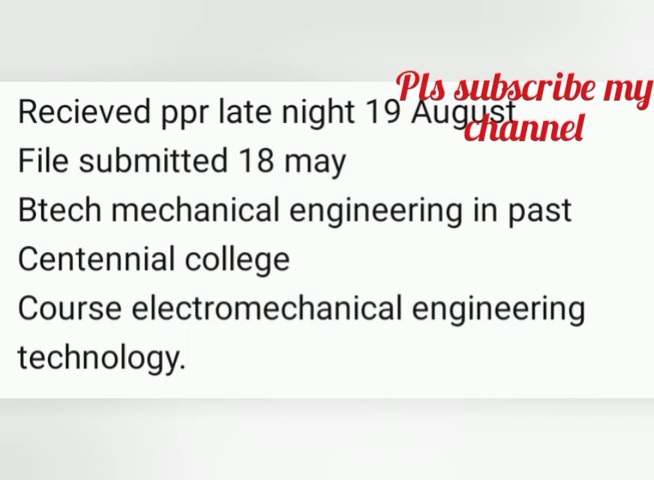 Pls subscribe my
channel
Recieved ppr late night 19 August
File submitted 18 may
Btech mechanical engineering in past
Centennial college
Course electromechanical engineering
technology.